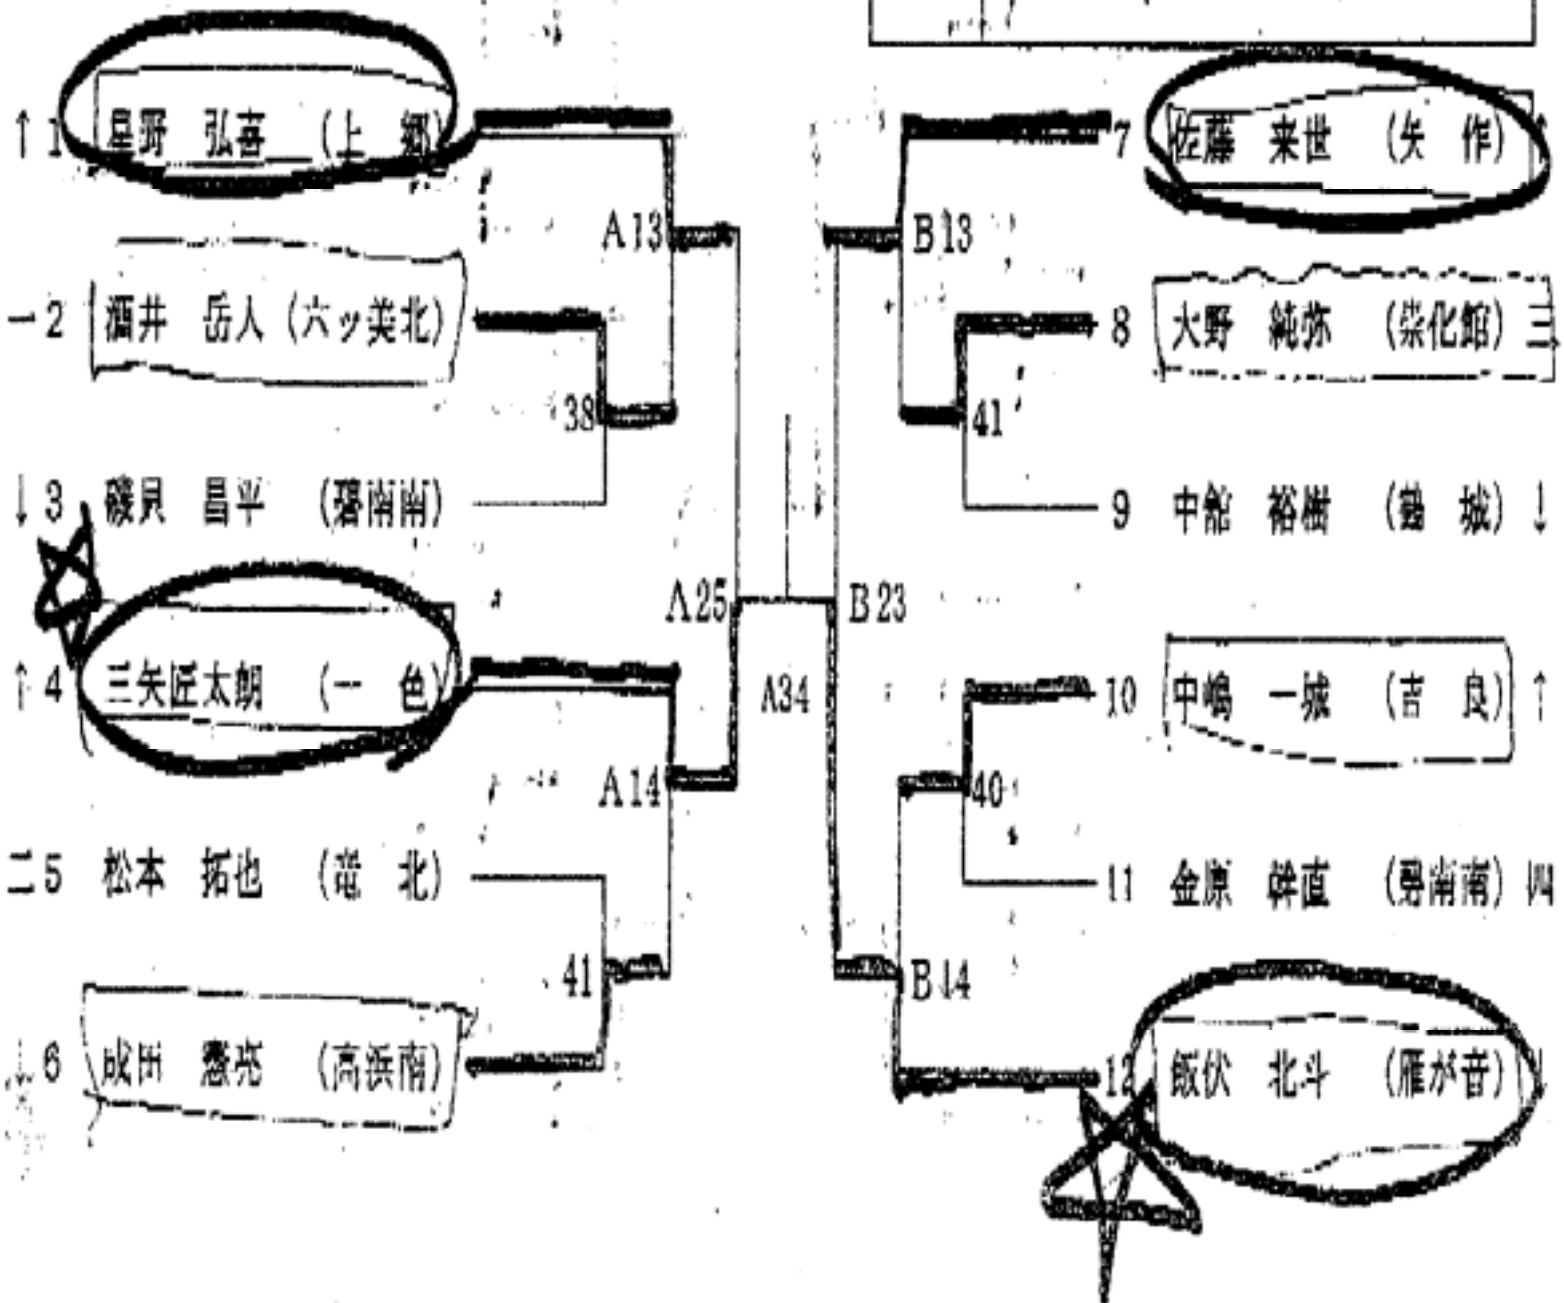 ↑ 1 星野 弘喜 (上 郷)
A13
一 2 酒井 岳人 (六ッ美北)
38
↓ 3 磯貝 昌平 (碧南南)
A25
↑ 4 三矢匠太朗 (一 色)
A14
二 5 松本 拓也 (竜 北)
41
↓ 6 成田 憲亮 (高浜南)
A34
7 佐藤 来世 (矢 作) ↑
B13
8 大野 純弥 (崇化館) 三
41
9 中舘 裕樹 (鶴 城) ↓
B23
10 中嶋 一城 (吉 良) ↑
40
11 金原 幹直 (碧南南) 四
B14
12 飯伏 北斗 (雁が音) ↓